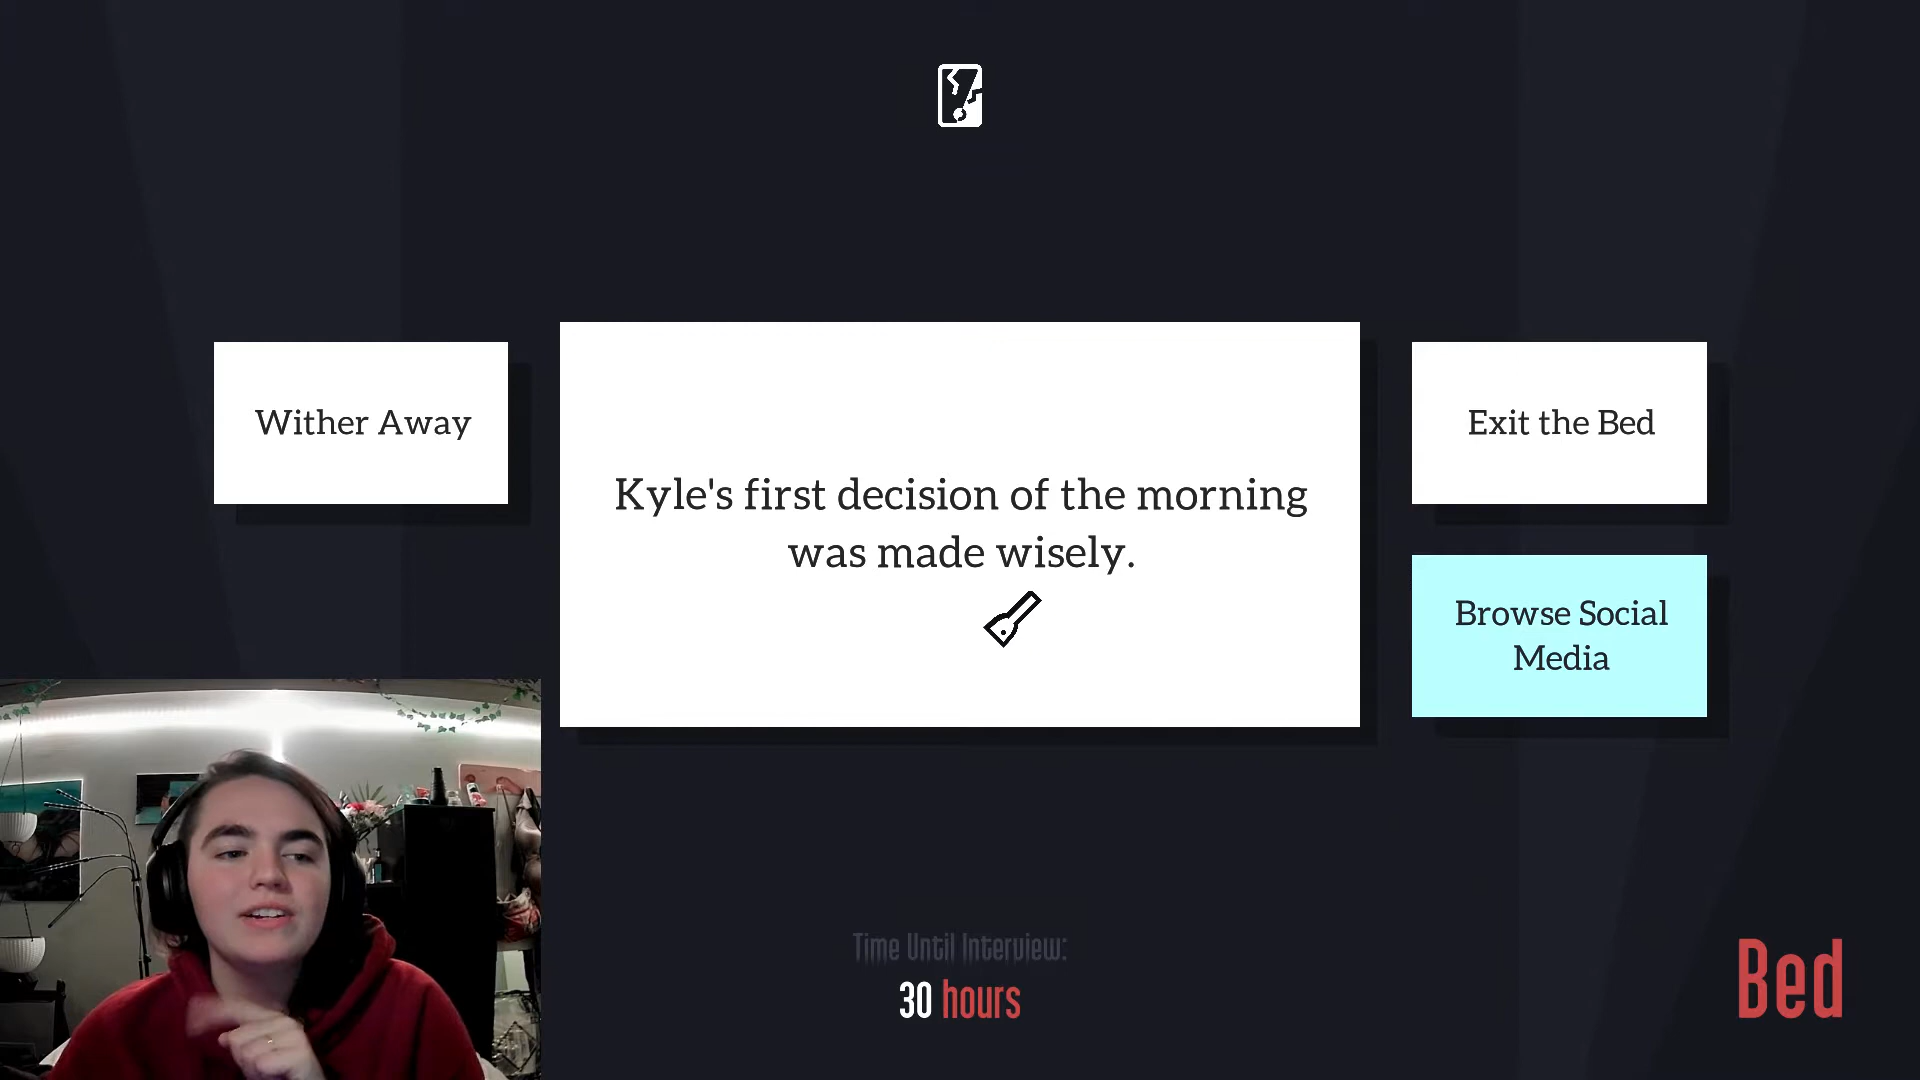 Wither Away
Kyle's first decision of the morning
was made wisely.
Exit the Bed
Browse Social
Media
Time Until Interview:
30 hours
Bed